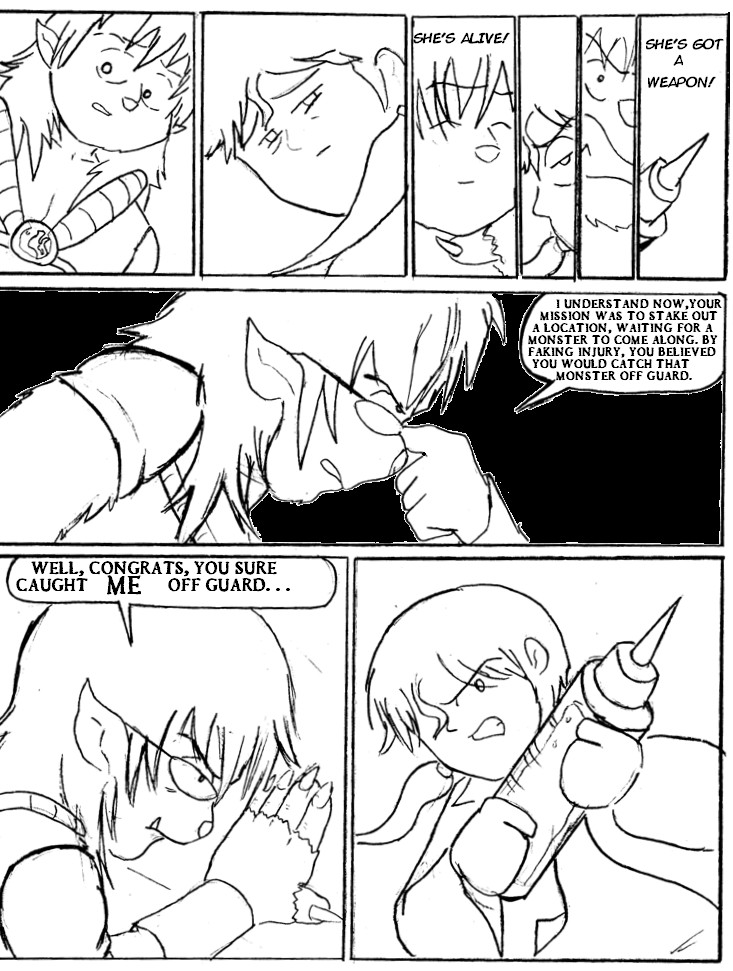 SHE'S ALIVE!
SHE'S GOT
A
WEAPON!
I UNDERSTAND NOW,YOUR
MISSION WAS TO STAKE OUT
A LOCATION, WAITING FOR A
MONSTER TO COME ALONG. BY
FAKING INJURY, YOU BELIEVED
YOU WOULD CATCH THAT
MONSTER OFF GUARD.
WELL, CONGRATS, YOU SURE
CAUGHT ME OFF GUARD...